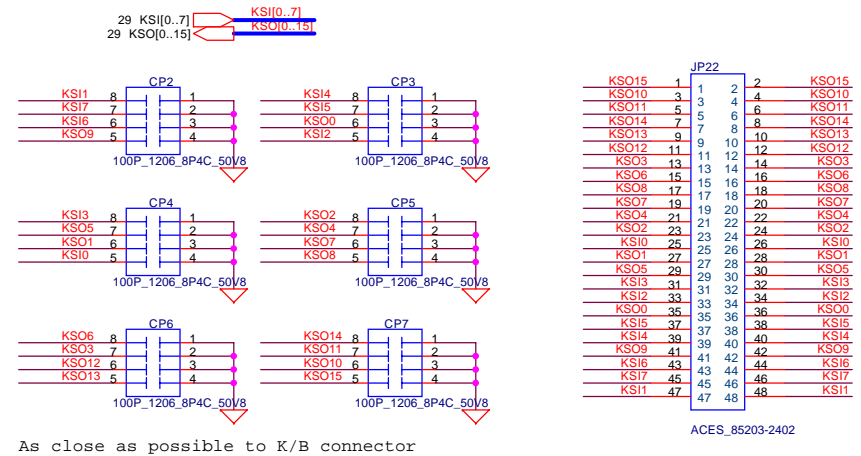 29 KSI[0..7] KSI[0..7]
29 KSO[0..15] KSO[0..15]
CP2
KSI1 8 1
KSI7 7 2
KSI6 6 3
KSO9 5 4
100P_1206_8P4C_50V8
CP3
KSI4 8 1
KSI5 7 2
KSO0 6 3
KSI2 5 4
100P_1206_8P4C_50V8
CP4
KSI3 8 1
KSO5 7 2
KSO1 6 3
KSI0 5 4
100P_1206_8P4C_50V8
CP5
KSO2 8 1
KSO4 7 2
KSO7 6 3
KSO8 5 4
100P_1206_8P4C_50V8
CP6
KSO6 8 1
KSO3 7 2
KSO12 6 3
KSO13 5 4
100P_1206_8P4C_50V8
CP7
KSO14 8 1
KSO11 7 2
KSO10 6 3
KSO15 5 4
100P_1206_8P4C_50V8
As close as possible to K/B connector
JP22
KSO15 1 1 2 2 KSO15
KSO10 3 3 4 4 KSO10
KSO11 5 5 6 6 KSO11
KSO14 7 7 8 8 KSO14
KSO13 9 9 10 10 KSO13
KSO12 11 11 12 12 KSO12
KSO3 13 13 14 14 KSO3
KSO6 15 15 16 16 KSO6
KSO8 17 17 18 18 KSO8
KSO7 19 19 20 20 KSO7
KSO4 21 21 22 22 KSO4
KSO2 23 23 24 24 KSO2
KSI0 25 25 26 26 KSI0
KSO1 27 27 28 28 KSO1
KSO5 29 29 30 30 KSO5
KSI3 31 31 32 32 KSI3
KSI2 33 33 34 34 KSI2
KSO0 35 35 36 36 KSO0
KSI5 37 37 38 38 KSI5
KSI4 39 39 40 40 KSI4
KSO9 41 41 42 42 KSO9
KSI6 43 43 44 44 KSI6
KSI7 45 45 46 46 KSI7
KSI1 47 47 48 48 KSI1
ACES_85203-2402